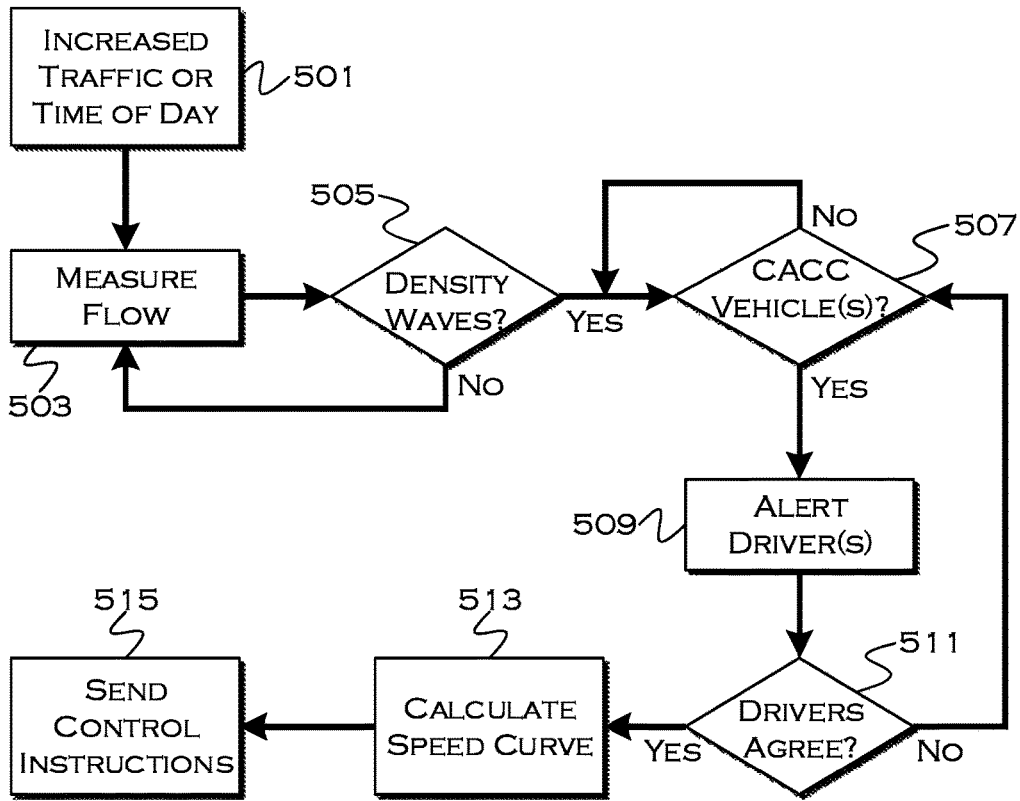 INCREASED
TRAFFIC OR
TIME OF DAY
501
505
NO
507
MEASURE
FLOW
DENSITY
WAVES?
YES
CACC
VEHICLE(S)?
503
NO
YES
509
ALERT
DRIVER(S)
515
513
511
SEND
CONTROL
INSTRUCTIONS
CALCULATE
SPEED CURVE
YES
DRIVERS
AGREE?
NO